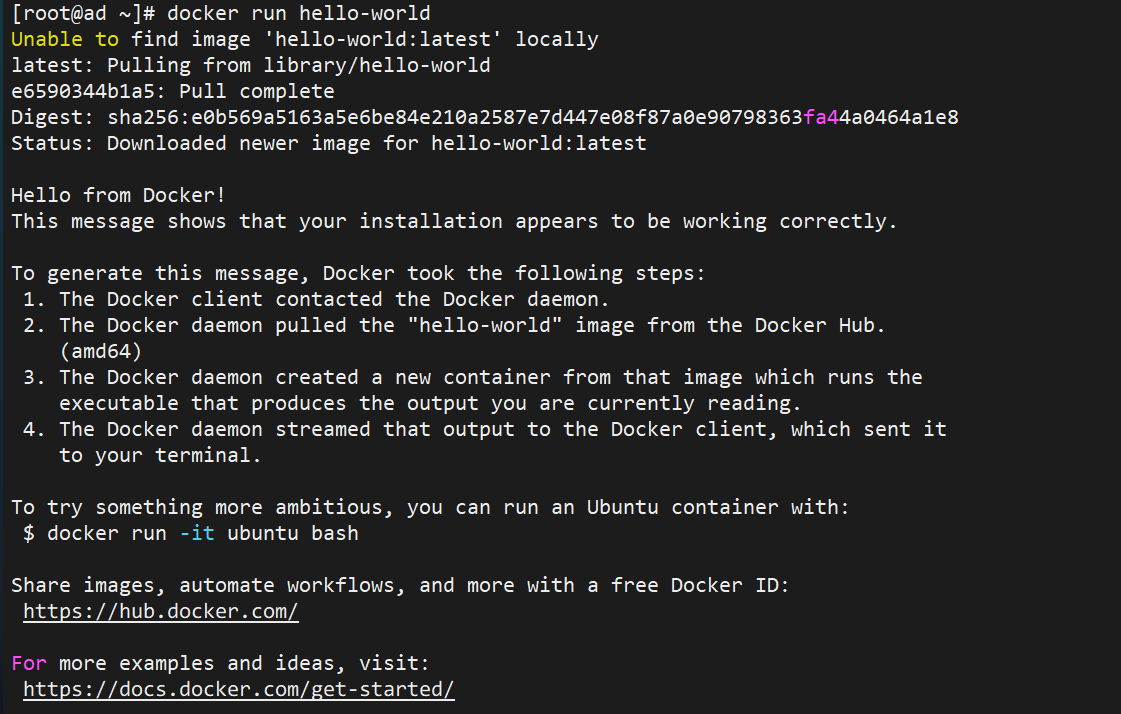 [root@ad ~]# docker run hello-world
Unable to find image 'hello-world:latest' locally
latest: Pulling from library/hello-world
e6590344b1a5: Pull complete
Digest: sha256:e0b569a5163a5e6be84e210a2587e7d447e08f87a0e90798363fa44a0464a1e8
Status: Downloaded newer image for hello-world:latest

Hello from Docker!
This message shows that your installation appears to be working correctly.

To generate this message, Docker took the following steps:
 1. The Docker client contacted the Docker daemon.
 2. The Docker daemon pulled the "hello-world" image from the Docker Hub.
    (amd64)
 3. The Docker daemon created a new container from that image which runs the
    executable that produces the output you are currently reading.
 4. The Docker daemon streamed that output to the Docker client, which sent it
    to your terminal.

To try something more ambitious, you can run an Ubuntu container with:
 $ docker run -it ubuntu bash

Share images, automate workflows, and more with a free Docker ID:
 https://hub.docker.com/

For more examples and ideas, visit:
 https://docs.docker.com/get-started/